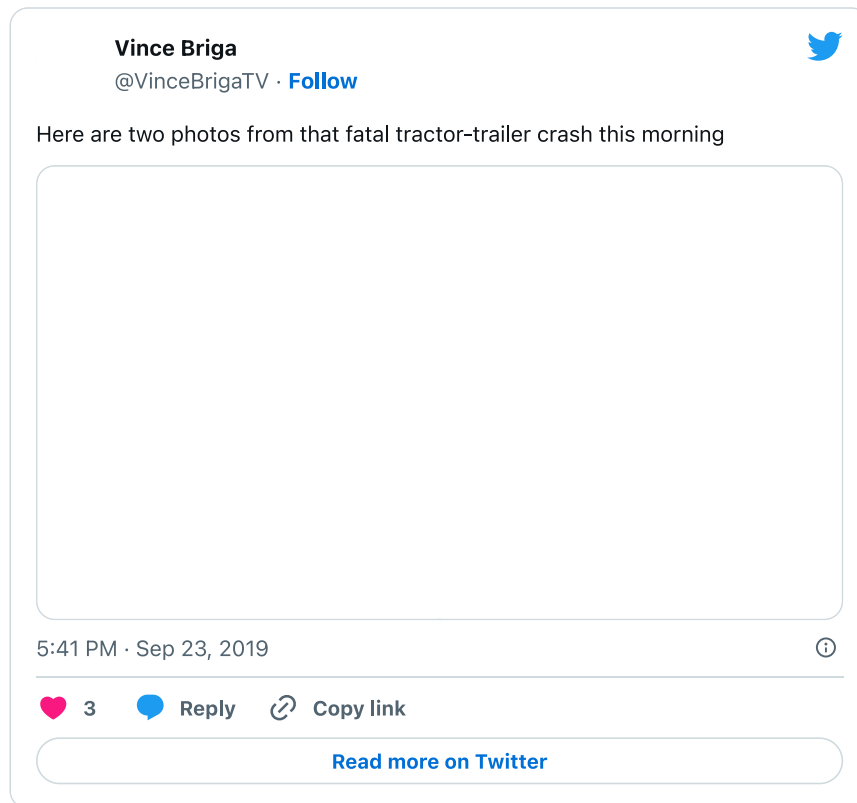 Vince Briga
@VinceBrigaTV · Follow
Here are two photos from that fatal tractor-trailer crash this morning
5:41 PM · Sep 23, 2019
3 Reply Copy link
Read more on Twitter